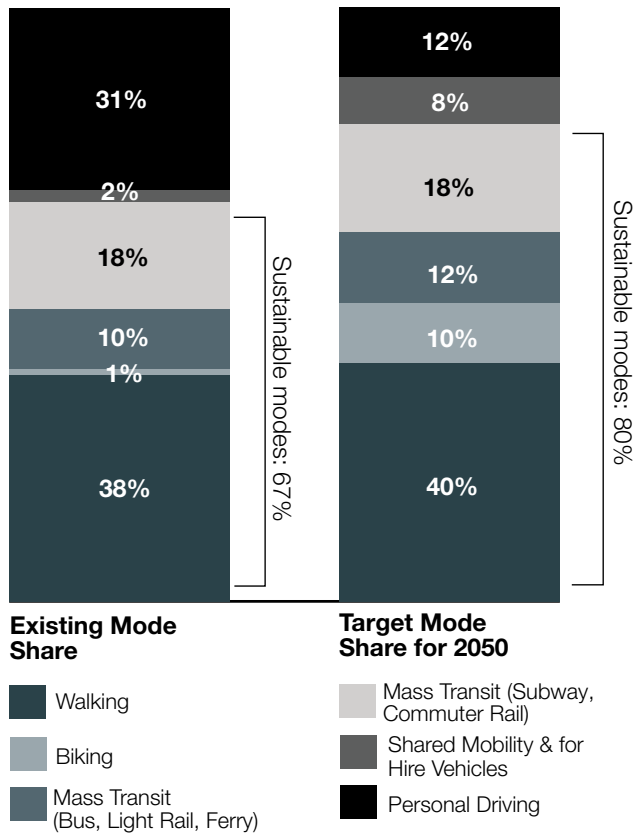 31%
2%
18%
10%
1%
38%
Sustainable modes: 67%
12%
8%
18%
12%
10%
40%
Sustainable modes: 80%
Existing Mode
Share
Target Mode
Share for 2050
Walking
Biking
Mass Transit
(Bus, Light Rail, Ferry)
Mass Transit (Subway,
Commuter Rail)
Shared Mobility & for
Hire Vehicles
Personal Driving